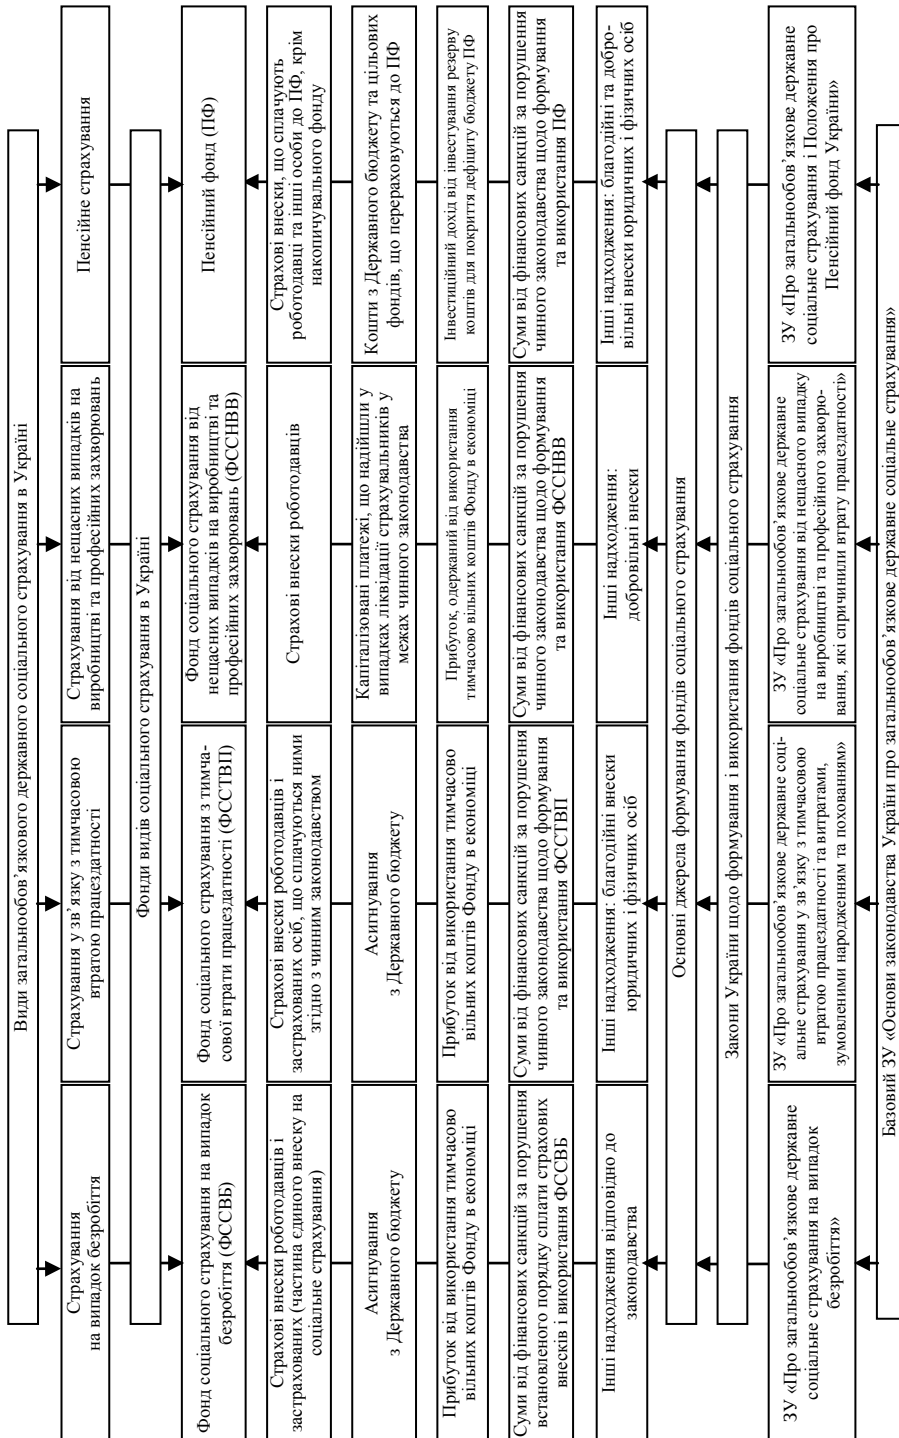 Види загальнообов’язкового державного соціального страхування в Україні
Страхування
на випадок безробіття
Страхування у зв’язку з тимчасовою
втратою працездатності
Страхування від нещасних випадків на
виробництві та професійних захворювань
Пенсійне страхування
Фонди видів соціального страхування в Україні
Фонд соціального страхування на випадок
безробіття (ФССВБ)
Фонд соціального страхування з тимча-
сової втрати працездатності (ФССТВП)
Фонд соціального страхування від
нещасних випадків на виробництві та
професійних захворювань (ФССНВВ)
Пенсійний фонд (ПФ)
Страхові внески роботодавців і
застрахованих (частина єдиного внеску на
соціальне страхування)
Страхові внески роботодавців і
застрахованих осіб, що сплачуються ними
згідно з чинним законодавством
Страхові внески роботодавців
Страхові внески, що сплачують
роботодавці та інші особи до ПФ, крім
накопичувального фонду
Асигнування
з Державного бюджету
Асигнування
з Державного бюджету
Капіталізовані платежі, що надійшли у
випадках ліквідації страхувальників у
межах чинного законодавства
Кошти з Державного бюджету та цільових
фондів, що перераховуються до ПФ
Прибуток від використання тимчасово
вільних коштів Фонду в економіці
Прибуток від використання тимчасово
вільних коштів Фонду в економіці
Прибуток, одержаний від використання
тимчасово вільних коштів Фонду в економіці
Інвестиційний дохід від інвестування резерву
коштів для покриття дефіциту бюджету ПФ
Суми від фінансових санкцій за порушення
встановленого порядку сплати страхових
внесків і використання ФССВБ
Суми від фінансових санкцій за порушення
чинного законодавства щодо формування
та використання ФССТВП
Суми від фінансових санкцій за порушення
чинного законодавства щодо формування
та використання ФССНВВ
Суми від фінансових санкцій за порушення
чинного законодавства щодо формування
та використання ПФ
Інші надходження відповідно до
законодавства
Інші надходження: благодійні внески
юридичних і фізичних осіб
Інші надходження:
добровільні внески
Інші надходження: благодійні та добро-
вільні внески юридичних і фізичних осіб
Основні джерела формування фондів соціального страхування
Закони України щодо формування і використання фондів соціального страхування
ЗУ «Про загальнообов’язкове державне
соціальне страхування на випадок
безробіття»
ЗУ «Про загальнообов’язкове державне соці-
альне страхування у зв’язку з тимчасовою
втратою працездатності та витратами,
зумовленими народженням та похованням»
ЗУ «Про загальнообов’язкове державне
соціальне страхування від нещасного випадку
на виробництві та професійного захворю-
вання, які спричинили втрату працездатності»
ЗУ «Про загальнообов’язкове державне
соціальне страхування і Положення про
Пенсійний фонд України»
Базовий ЗУ «Основи законодавства України про загальнообов’язкове державне соціальне страхування»